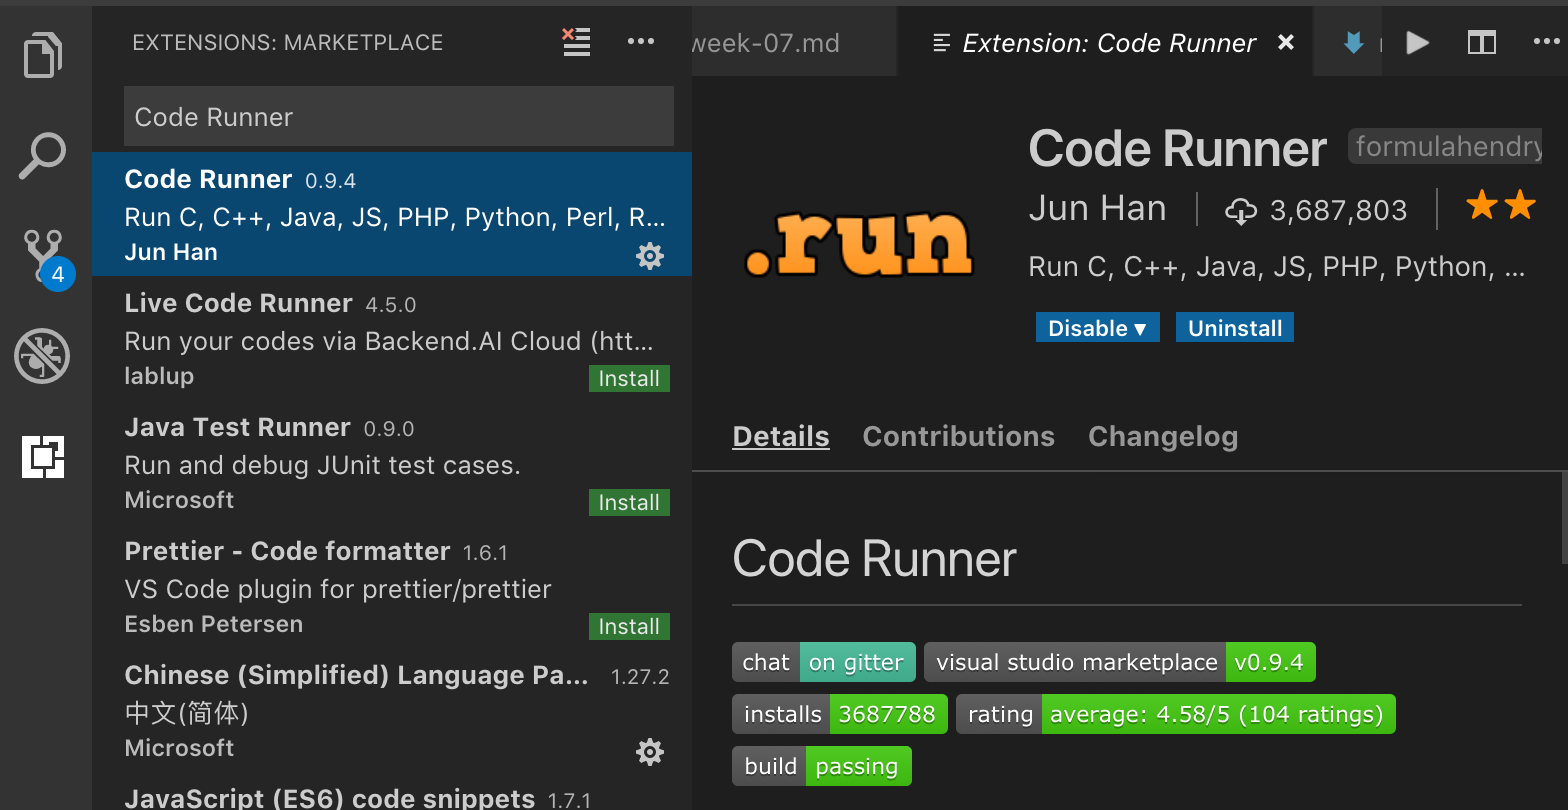 EXTENSIONS: MARKETPLACE
Code Runner
Code Runner 0.9.4
Run C, C++, Java, JS, PHP, Python, Perl, R...
Jun Han
4
Live Code Runner 4.5.0
Run your codes via Backend.AI Cloud (htt...
lablup
Install
Java Test Runner 0.9.0
Run and debug JUnit test cases.
Microsoft
Install
Prettier - Code formatter 1.6.1
VS Code plugin for prettier/prettier
Esben Petersen
Install
Chinese (Simplified) Language Pa... 1.27.2
中文(简体)
Microsoft
JavaScript (ES6) code snippets 1.7.1
week-07.md
Extension: Code Runner
.run
Code Runner formulahendry
Jun Han 3,687,803
Run C, C++, Java, JS, PHP, Python, ...
Disable ▾ Uninstall
Details Contributions Changelog
Code Runner
chat on gitter visual studio marketplace v0.9.4
installs 3687788 rating average: 4.58/5 (104 ratings)
build passing